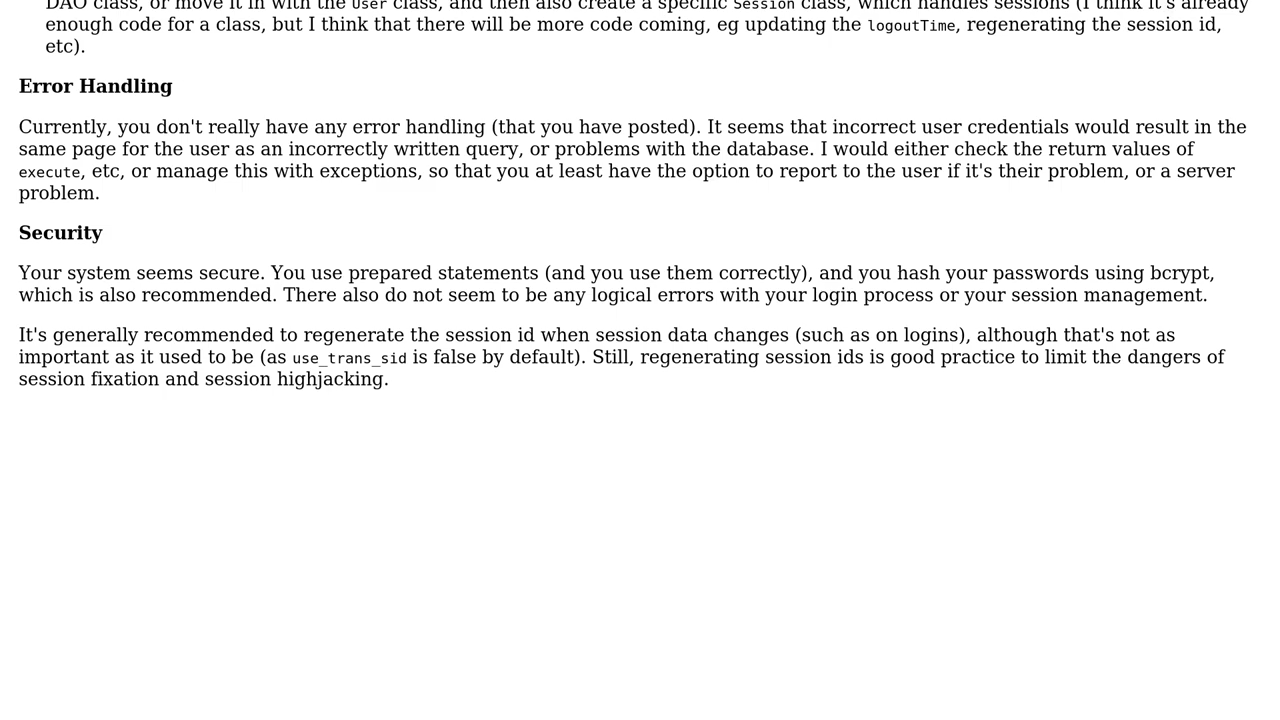 DAO class, or move it in with the User class, and then also create a specific Session class, which handles sessions (I think it's already
enough code for a class, but I think that there will be more code coming, eg updating the logoutTime, regenerating the session id,
etc).
Error Handling
Currently, you don't really have any error handling (that you have posted). It seems that incorrect user credentials would result in the
same page for the user as an incorrectly written query, or problems with the database. I would either check the return values of
execute, etc, or manage this with exceptions, so that you at least have the option to report to the user if it's their problem, or a server
problem.
Security
Your system seems secure. You use prepared statements (and you use them correctly), and you hash your passwords using bcrypt,
which is also recommended. There also do not seem to be any logical errors with your login process or your session management.
It's generally recommended to regenerate the session id when session data changes (such as on logins), although that's not as
important as it used to be (as use_trans_sid is false by default). Still, regenerating session ids is good practice to limit the dangers of
session fixation and session highjacking.